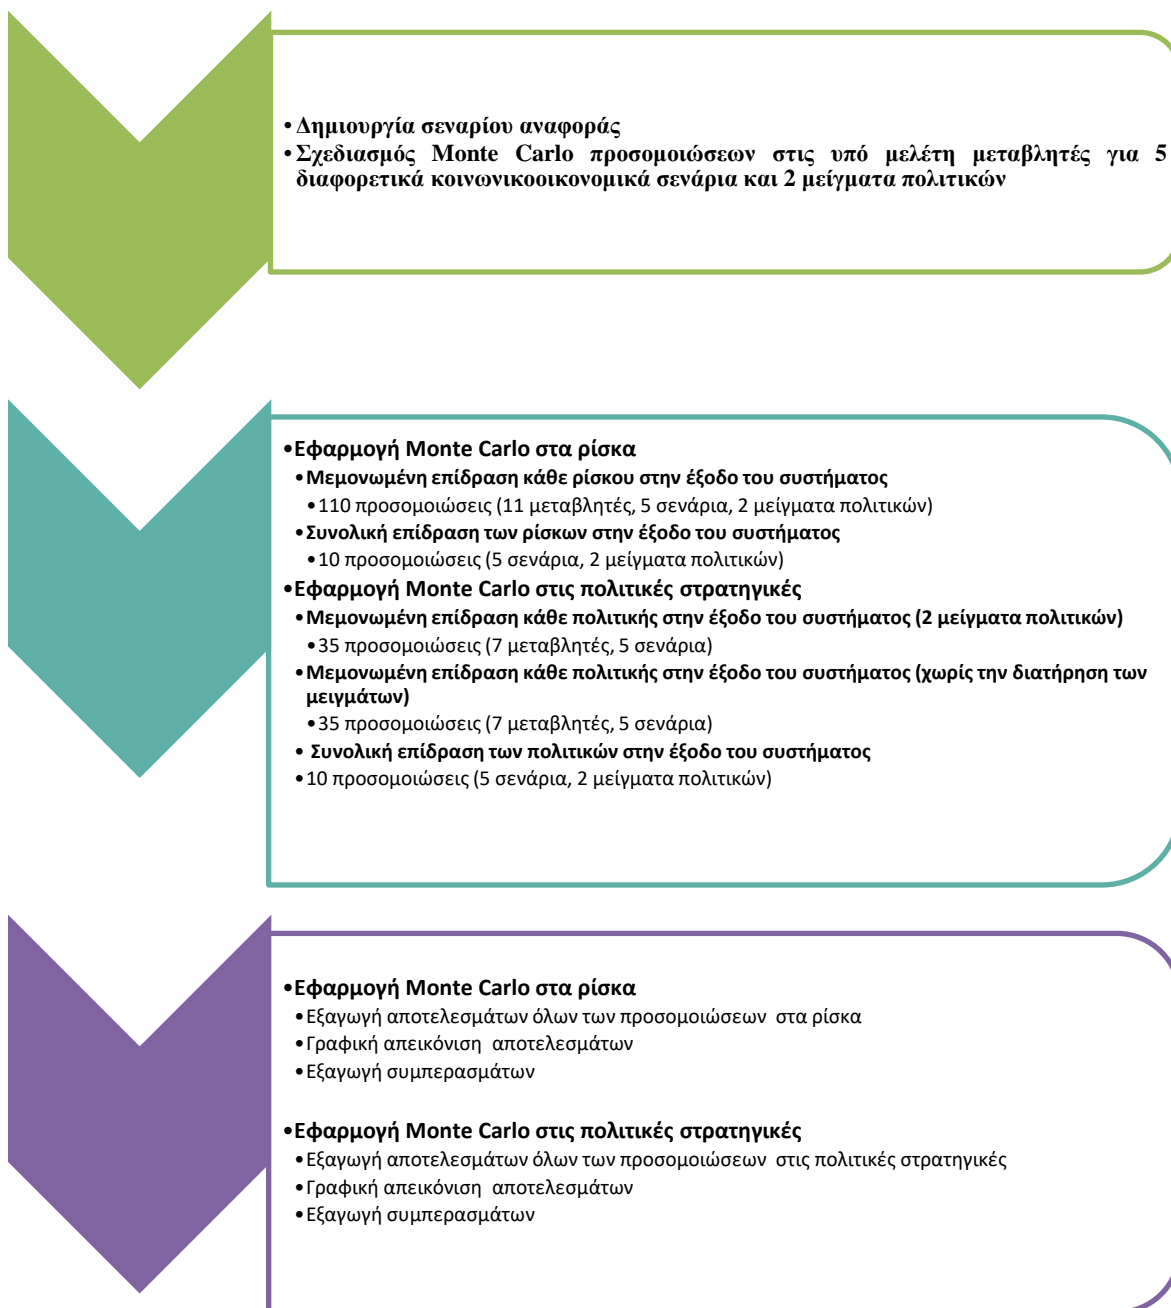 •Δημιουργία σεναρίου αναφοράς
•Σχεδιασμός Monte Carlo προσομοιώσεων στις υπό μελέτη μεταβλητές για 5
διαφορετικά κοινωνικοοικονομικά σενάρια και 2 μείγματα πολιτικών
•Εφαρμογή Monte Carlo στα ρίσκα
•Μεμονωμένη επίδραση κάθε ρίσκου στην έξοδο του συστήματος
•110 προσομοιώσεις (11 μεταβλητές, 5 σενάρια, 2 μείγματα πολιτικών)
•Συνολική επίδραση των ρίσκων στην έξοδο του συστήματος
•10 προσομοιώσεις (5 σενάρια, 2 μείγματα πολιτικών)
•Εφαρμογή Monte Carlo στις πολιτικές στρατηγικές
•Μεμονωμένη επίδραση κάθε πολιτικής στην έξοδο του συστήματος (2 μείγματα πολιτικών)
•35 προσομοιώσεις (7 μεταβλητές, 5 σενάρια)
•Μεμονωμένη επίδραση κάθε πολιτικής στην έξοδο του συστήματος (χωρίς την διατήρηση των
μειγμάτων)
•35 προσομοιώσεις (7 μεταβλητές, 5 σενάρια)
• Συνολική επίδραση των πολιτικών στην έξοδο του συστήματος
•10 προσομοιώσεις (5 σενάρια, 2 μείγματα πολιτικών)
•Εφαρμογή Monte Carlo στα ρίσκα
•Εξαγωγή αποτελεσμάτων όλων των προσομοιώσεων στα ρίσκα
•Γραφική απεικόνιση αποτελεσμάτων
•Εξαγωγή συμπερασμάτων
•Εφαρμογή Monte Carlo στις πολιτικές στρατηγικές
•Εξαγωγή αποτελεσμάτων όλων των προσομοιώσεων στις πολιτικές στρατηγικές
•Γραφική απεικόνιση αποτελεσμάτων
•Εξαγωγή συμπερασμάτων